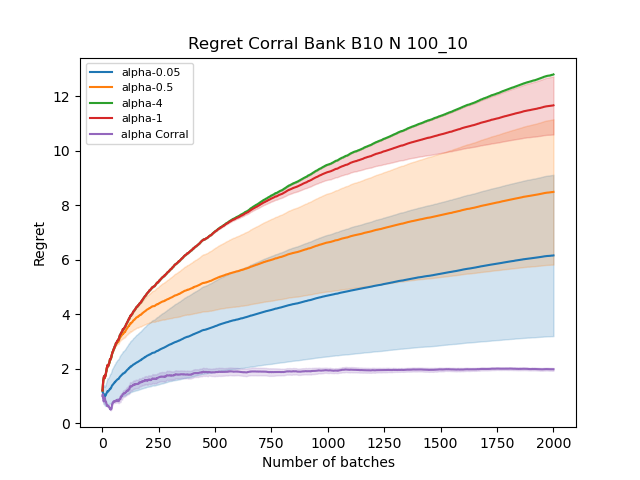 Regret Corral Bank B10 N 100_10
alpha-0.05
alpha-0.5
alpha-4
alpha-1
alpha Corral
Regret
12
10
8
6
4
2
0
0 250 500 750 1000 1250 1500 1750 2000
Number of batches